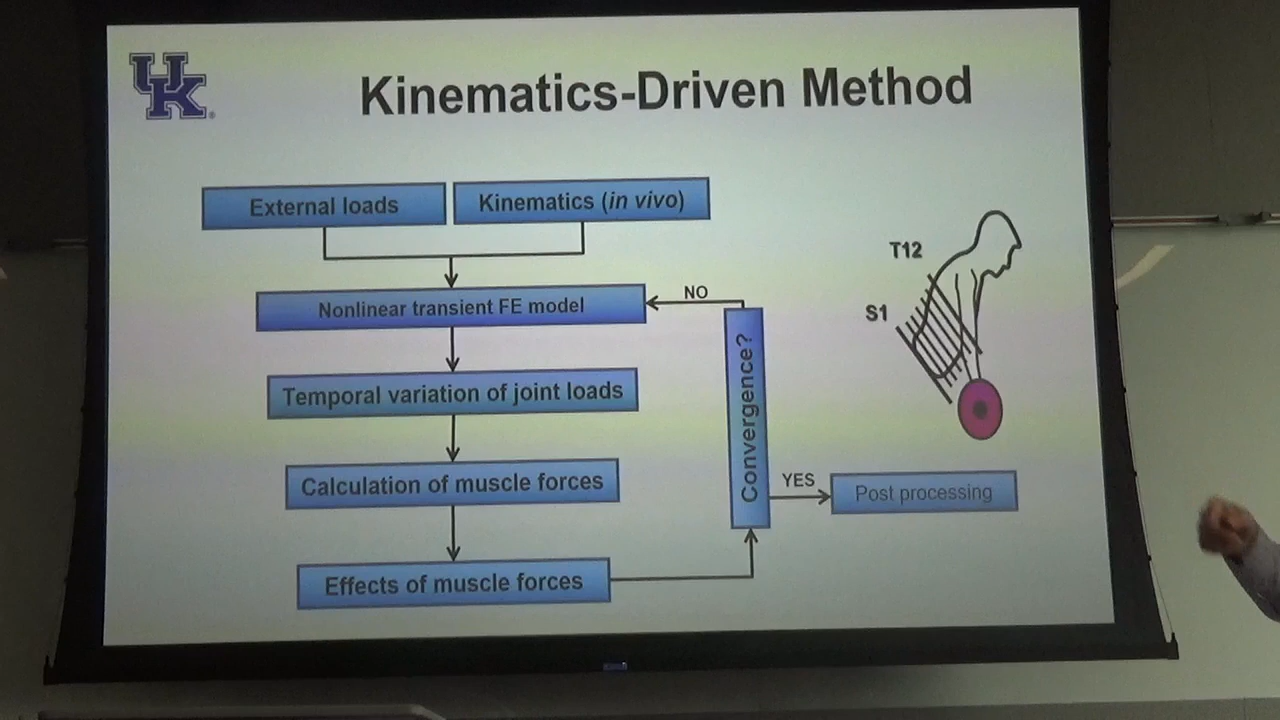 UK
Kinematics-Driven Method
External loads
Kinematics (in vivo)
Nonlinear transient FE model
NO
Temporal variation of joint loads
Convergence?
Calculation of muscle forces
YES
Post processing
Effects of muscle forces
T12
S1